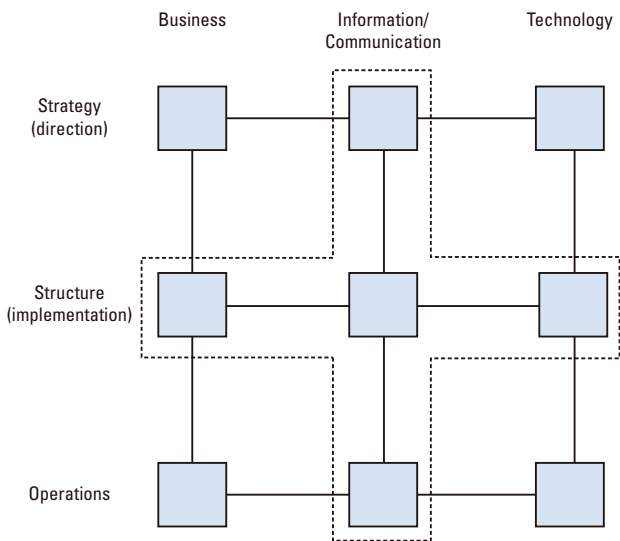 Business
Information/
Communication
Technology
Strategy
(direction)
Structure
(implementation)
Operations